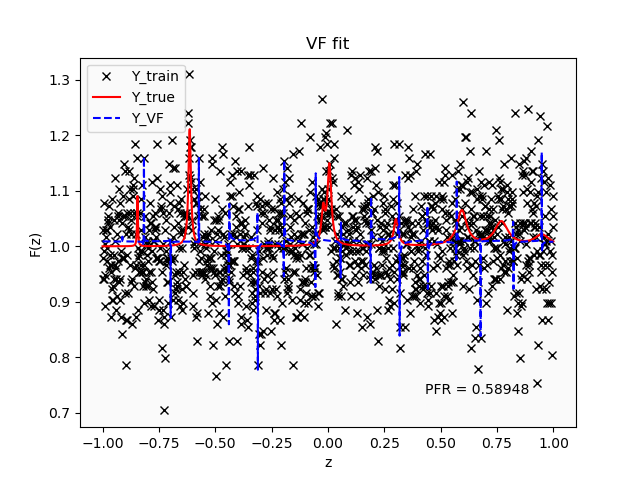 VF fit
Y_train
Y_true
Y_VF
F(z)
1.3
1.2
1.1
1.0
0.9
0.8
0.7
PFR = 0.58948
−1.00 −0.75 −0.50 −0.25 0.00 0.25 0.50 0.75 1.00
z